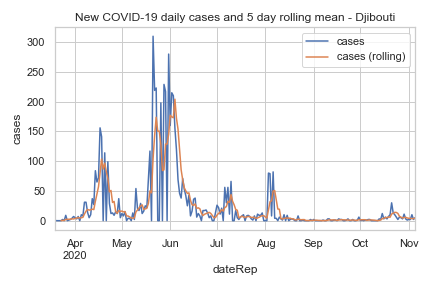 New COVID-19 daily cases and 5 day rolling mean - Djibouti
cases
cases (rolling)
300
250
200
150
100
50
0
cases
Apr
2020
May
Jun
Jul
Aug
Sep
Oct
Nov
dateRep